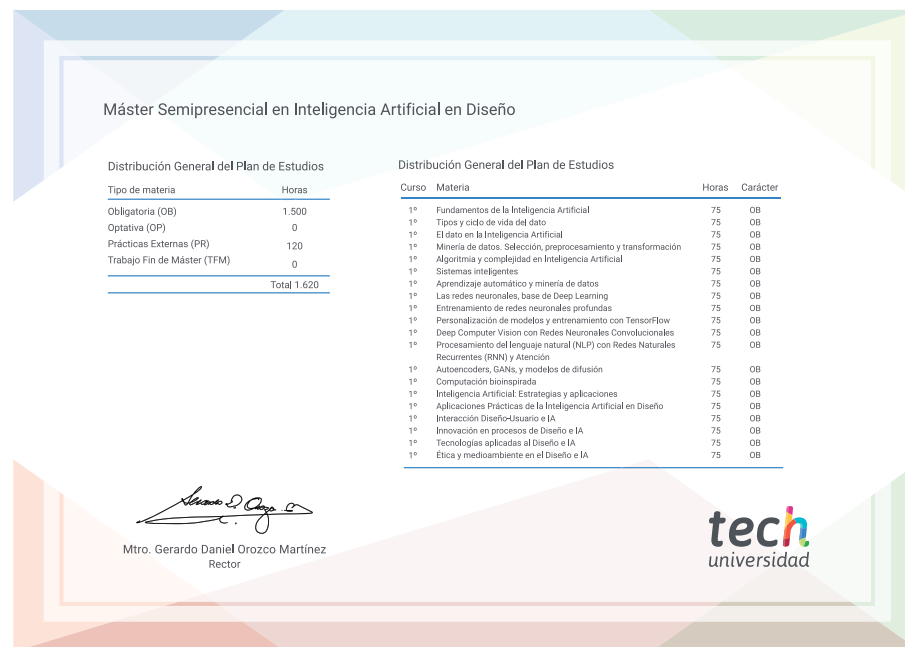 Máster Semipresencial en Inteligencia Artificial en Diseño
Distribución General del Plan de Estudios
Tipo de materia Horas
Obligatoria (OB) 1.500
Optativa (OP) 0
Prácticas Externas (PR) 120
Trabajo Fin de Máster (TFM) 0
Total 1.620
Distribución General del Plan de Estudios
Curso Materia Horas Carácter
1º Fundamentos de la Inteligencia Artificial 75 OB
1º Tipos y ciclo de vida del dato 75 OB
1º El dato en la Inteligencia Artificial 75 OB
1º Minería de datos. Selección, preprocesamiento y transformación 75 OB
1º Algoritmia y complejidad en Inteligencia Artificial 75 OB
1º Sistemas inteligentes 75 OB
1º Aprendizaje automático y minería de datos 75 OB
1º Las redes neuronales, base de Deep Learning 75 OB
1º Entrenamiento de redes neuronales profundas 75 OB
1º Personalización de modelos y entrenamiento con TensorFlow 75 OB
1º Deep Computer Vision con Redes Neuronales Convolucionales 75 OB
1º Procesamiento del lenguaje natural (NLP) con Redes Naturales 75 OB
Recurrentes (RNN) y Atención
1º Autoencoders, GANs, y modelos de difusión 75 OB
1º Computación bioinspirada 75 OB
1º Inteligencia Artificial: Estrategias y aplicaciones 75 OB
1º Aplicaciones Prácticas de la Inteligencia Artificial en Diseño 75 OB
1º Interacción Diseño-Usuario e IA 75 OB
1º Innovación en procesos de Diseño e IA 75 OB
1º Tecnologías aplicadas al Diseño e IA 75 OB
1º Ética y medioambiente en el Diseño e IA 75 OB
Mtro. Gerardo Daniel Orozco Martínez
Rector
tech
universidad